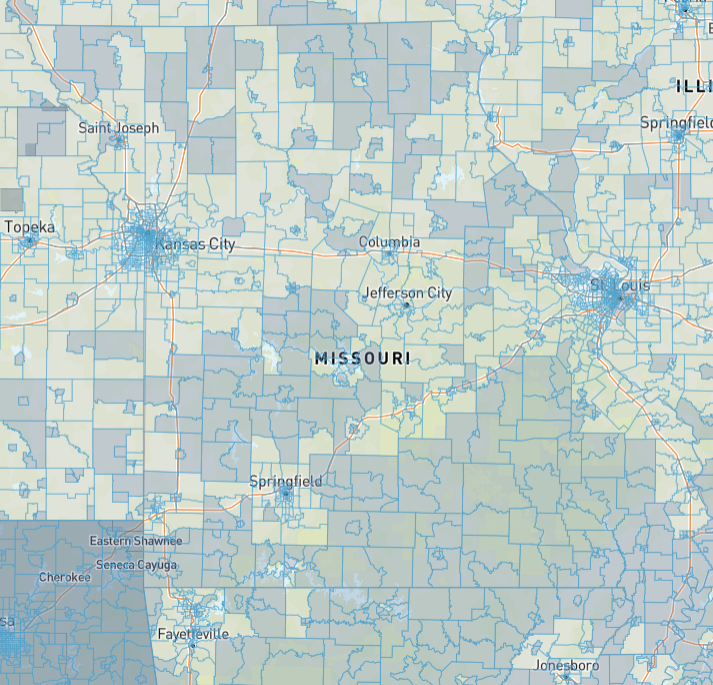 ILLI
Springfield
Saint Joseph
Topeka
Kansas City
Columbia
St. Louis
Jefferson City
MISSOURI
Springfield
Eastern Shawnee
Seneca Cayuga
Cherokee
sa
Fayetteville
Jonesboro